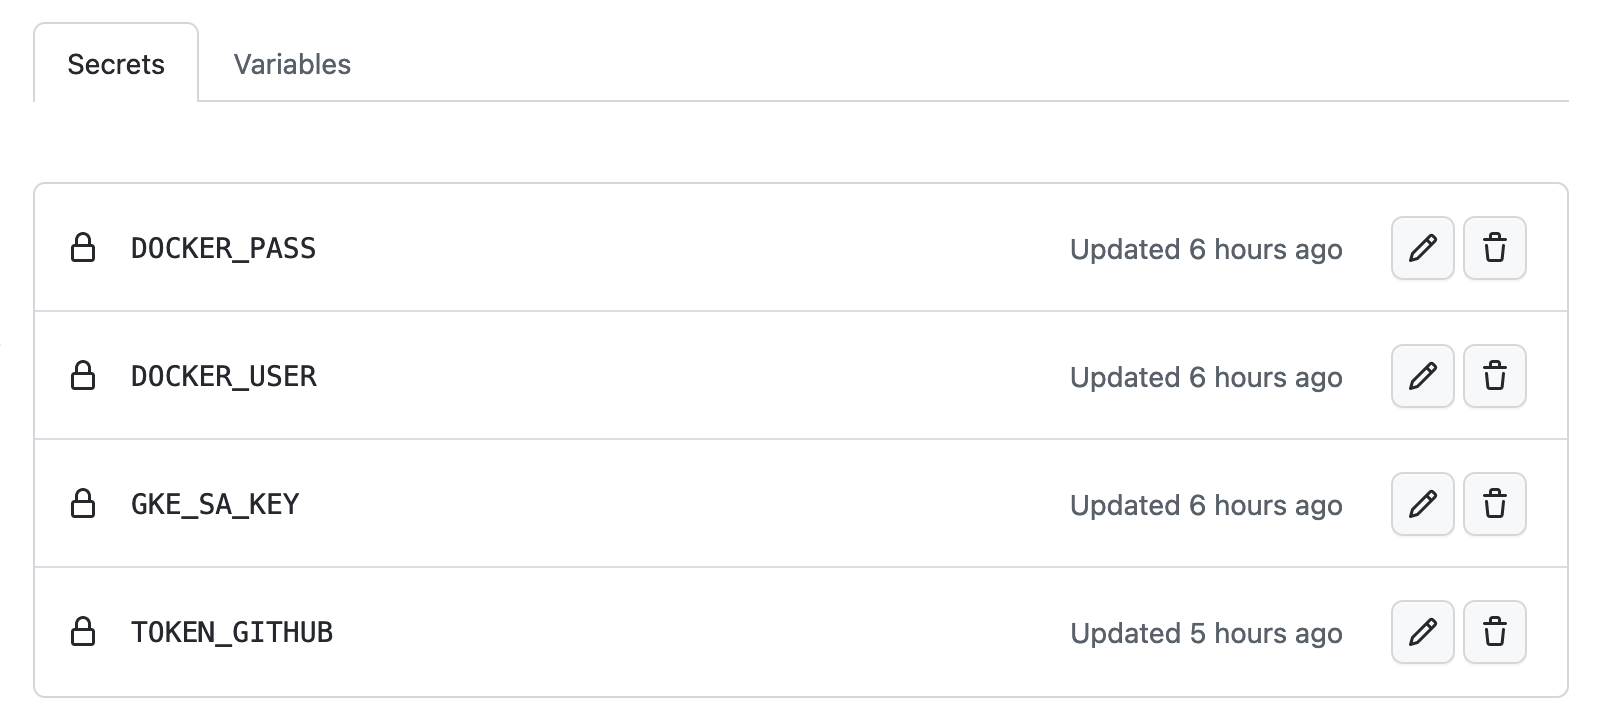 Secrets Variables
DOCKER_PASS Updated 6 hours ago
DOCKER_USER Updated 6 hours ago
GKE_SA_KEY Updated 6 hours ago
TOKEN_GITHUB Updated 5 hours ago